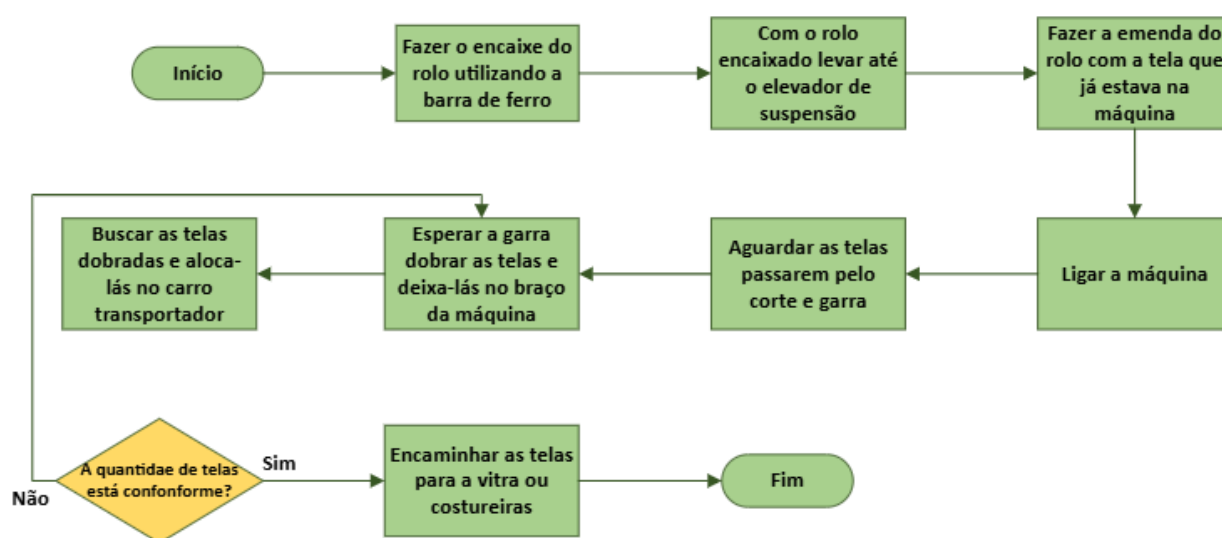 Início
Fazer o encaixe do
rolo utilizando a
barra de ferro
Com o rolo
encaixado levar até
o elevador de
suspensão
Fazer a emenda do
rolo com a tela que
já estava na
máquina
Buscar as telas
dobradas e aloca-
lás no carro
transportador
Esperar a garra
dobrar as telas e
deixa-lás no braço
da máquina
Aguardar as telas
passarem pelo
corte e garra
Ligar a máquina
A quantidae de telas
está confonforme?
Não
Sim
Encaminhar as telas
para a vitra ou
costureiras
Fim